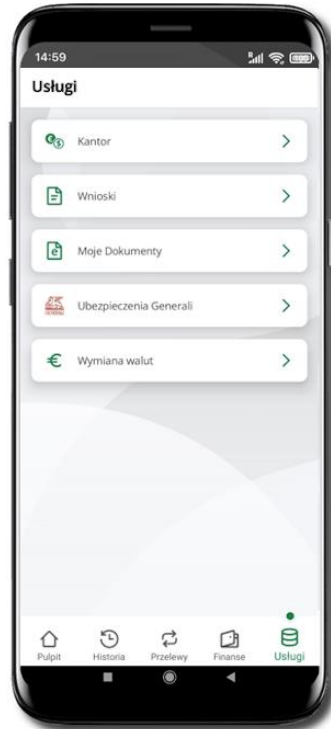 14:59
Usługi
Kantor
Wnioski
Moje Dokumenty
Ubezpieczenia Generali
Wymiana walut
Pulpit
Historia
Przelewy
Finanse
Usługi